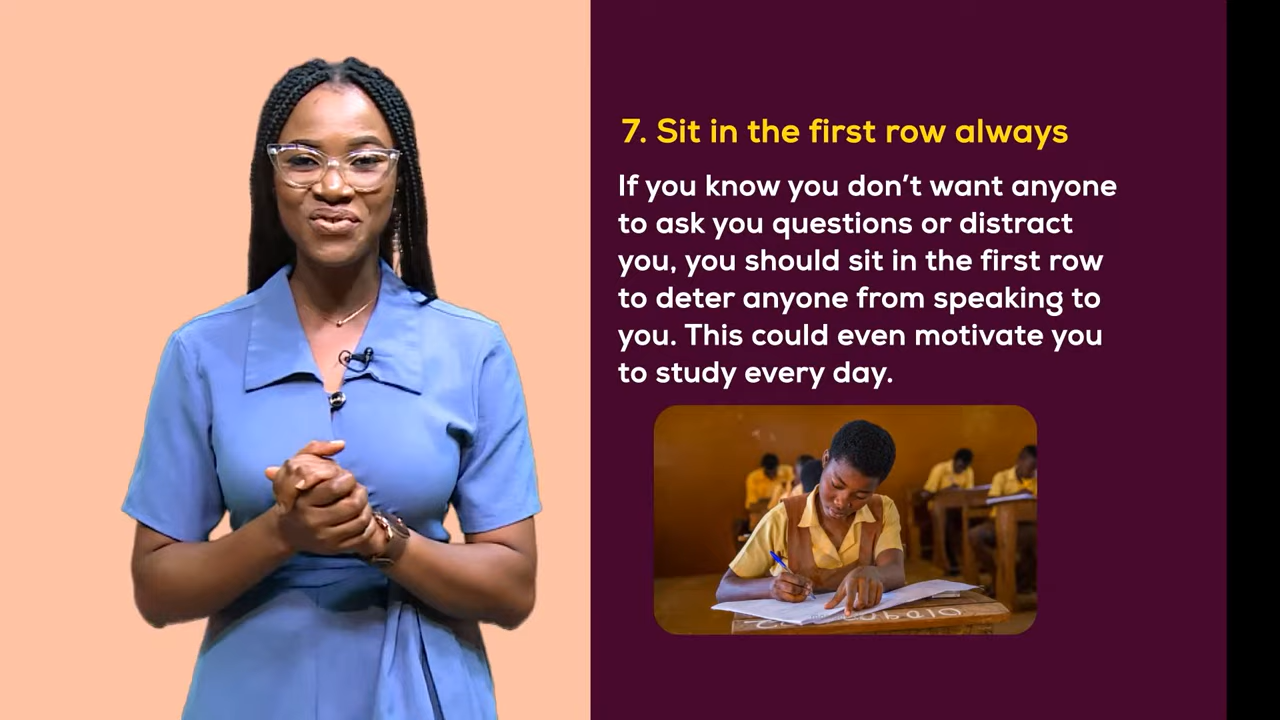 7. Sit in the first row always
If you know you don’t want anyone
to ask you questions or distract
you, you should sit in the first row
to deter anyone from speaking to
you. This could even motivate you
to study every day.